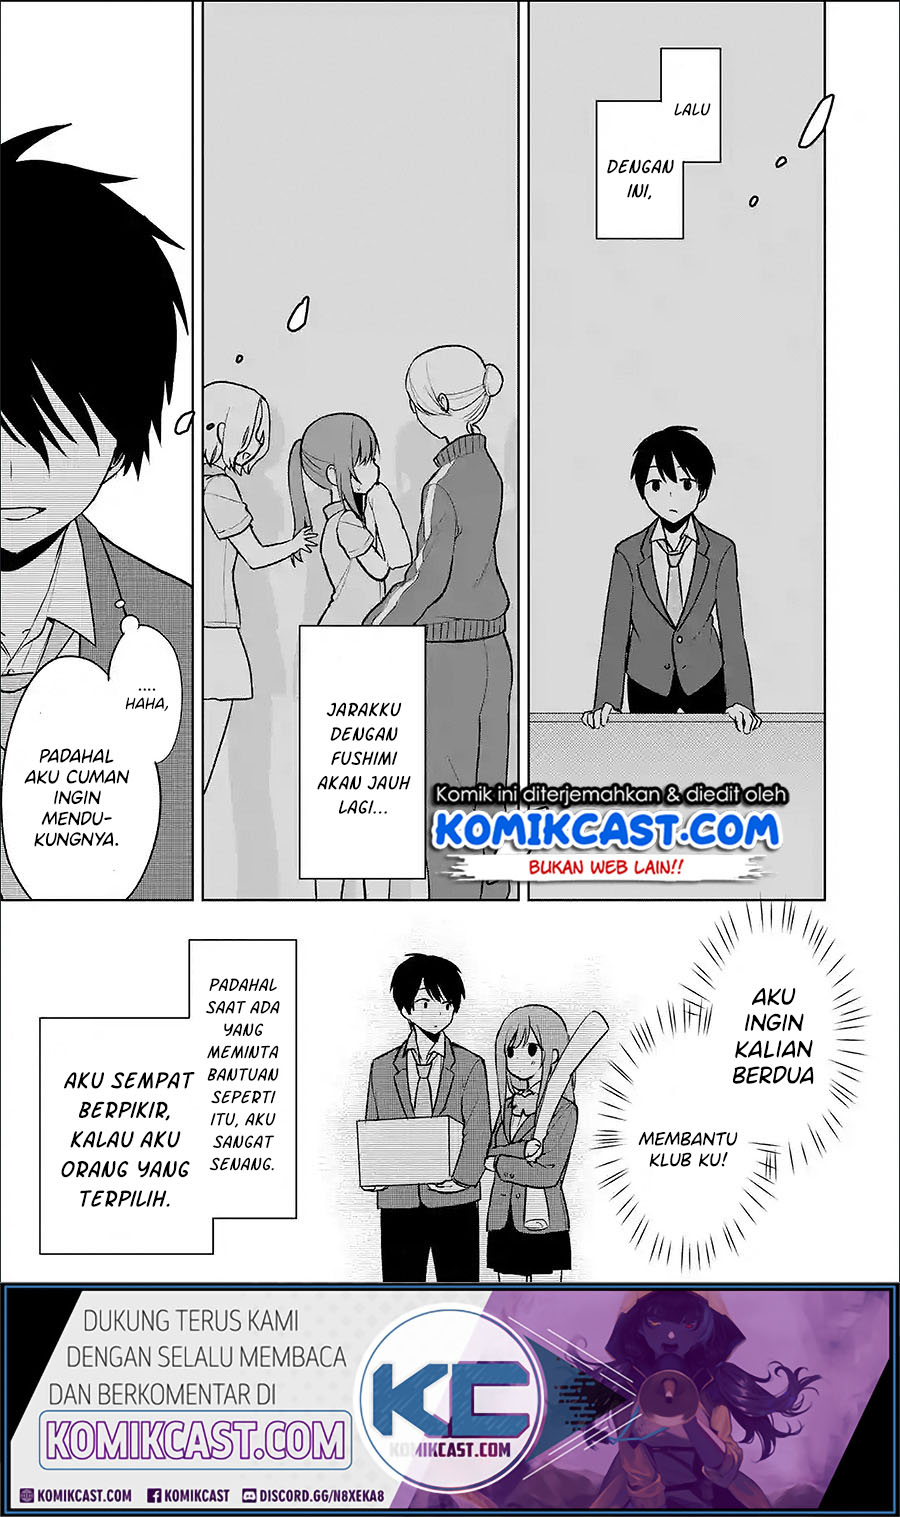 LALU
DENGAN
INI,
JARAKKU
DENGAN
FUSHIMI
AKAN JAUH
LAGI...
....
HAHA,
PADAHAL
AKU CUMAN
INGIN
MENDU-
KUNGNYA.
Komik ini diterjemahkan & diedit oleh
KOMIKCAST.COM
BUKAN WEB LAIN!!
AKU
INGIN
KALIAN
BERDUA
MEMBANTU
KLUB KU!
PADAHAL
SAAT ADA
YANG
MEMINTA
BANTUAN
SEPERTI
ITU, AKU
SANGAT
SENANG.
AKU SEMPAT
BERPIKIR,
KALAU AKU
ORANG YANG
TERPILIH.
DUKUNG TERUS KAMI
DENGAN SELALU MEMBACA
DAN BERKOMENTAR DI
KOMIKCAST.COM
KC
KOMIKCAST.COM
KOMIKCAST.COM KOMIKCAST DISCORD.GG/N8XEKA8